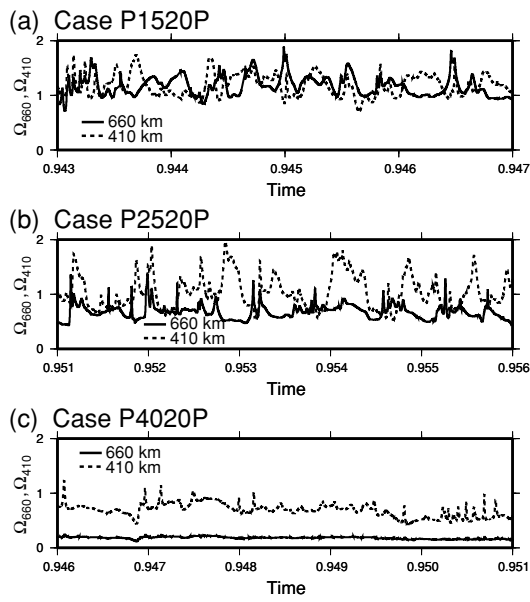 (a) Case P1520P
2
1
0
Ω660, Ω410
660 km
410 km
0.943 0.944 0.945 0.946 0.947
Time
(b) Case P2520P
2
1
0
Ω660, Ω410
660 km
410 km
0.951 0.952 0.953 0.954 0.955 0.956
Time
(c) Case P4020P
2
1
0
Ω660, Ω410
660 km
410 km
0.946 0.947 0.948 0.949 0.950 0.951
Time